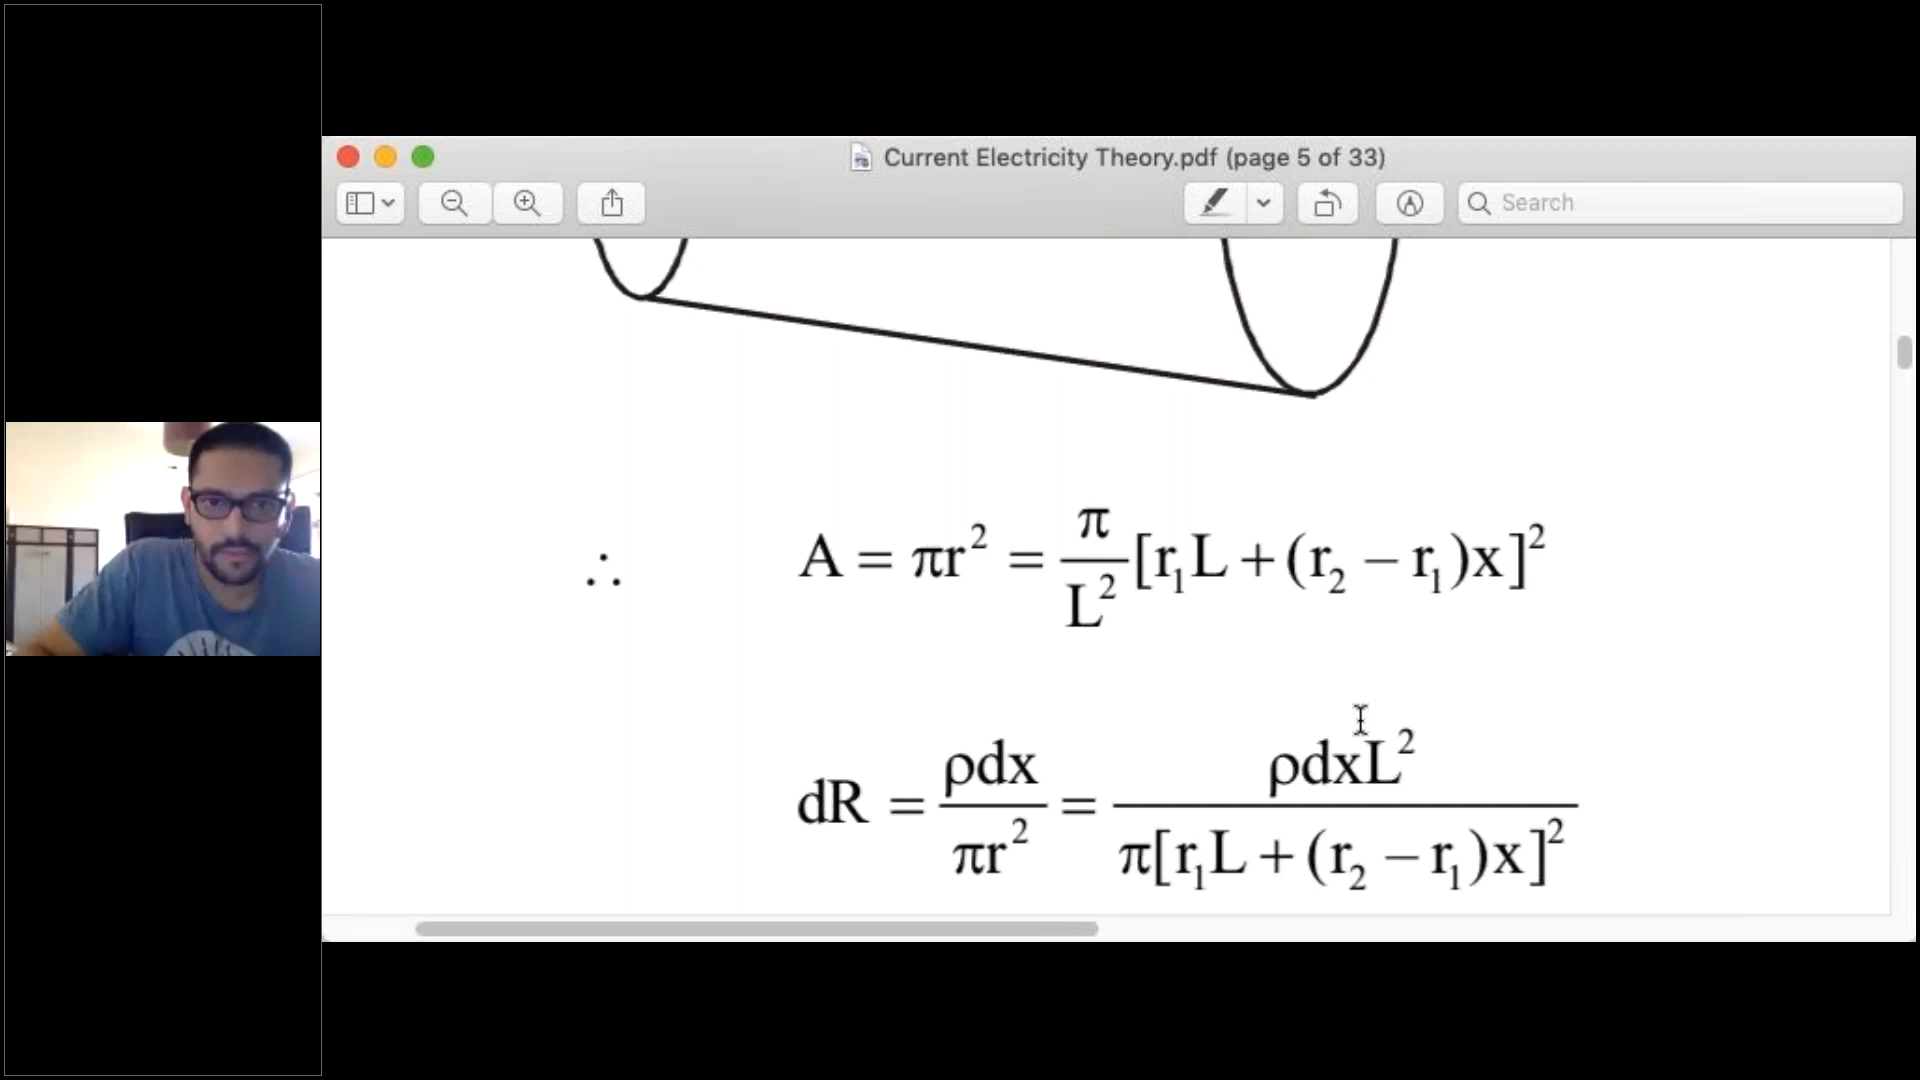 Current Electricity Theory.pdf (page 5 of 33)
Search
∴ A = πr² = π/L² [r₁L + (r₂ − r₁)x]²
dR = ρdx/πr² = ρdxL²/π[r₁L + (r₂ − r₁)x]²